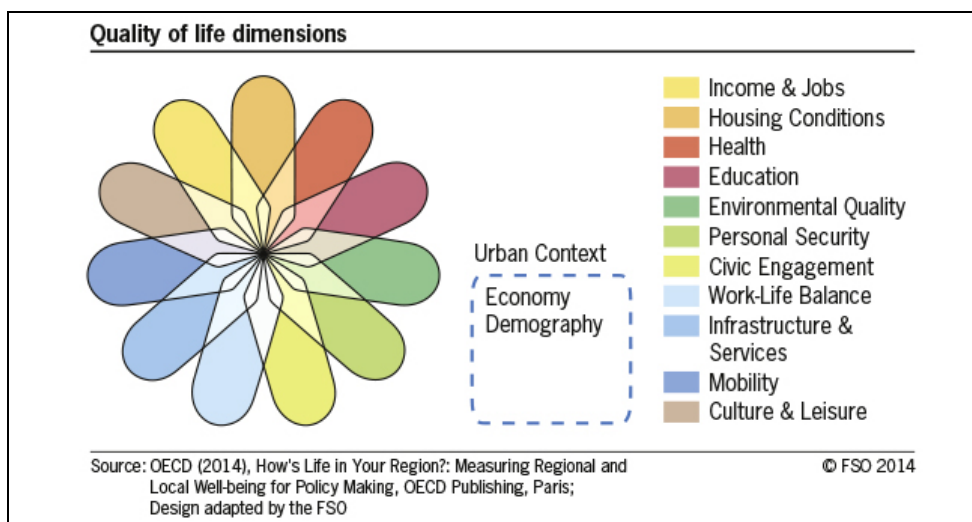 Quality of life dimensions
Income & Jobs
Housing Conditions
Health
Education
Environmental Quality
Personal Security
Civic Engagement
Work-Life Balance
Infrastructure &
Services
Mobility
Culture & Leisure
Urban Context
Economy
Demography
Source: OECD (2014), How's Life in Your Region?: Measuring Regional and
Local Well-being for Policy Making, OECD Publishing, Paris;
Design adapted by the FSO
© FSO 2014